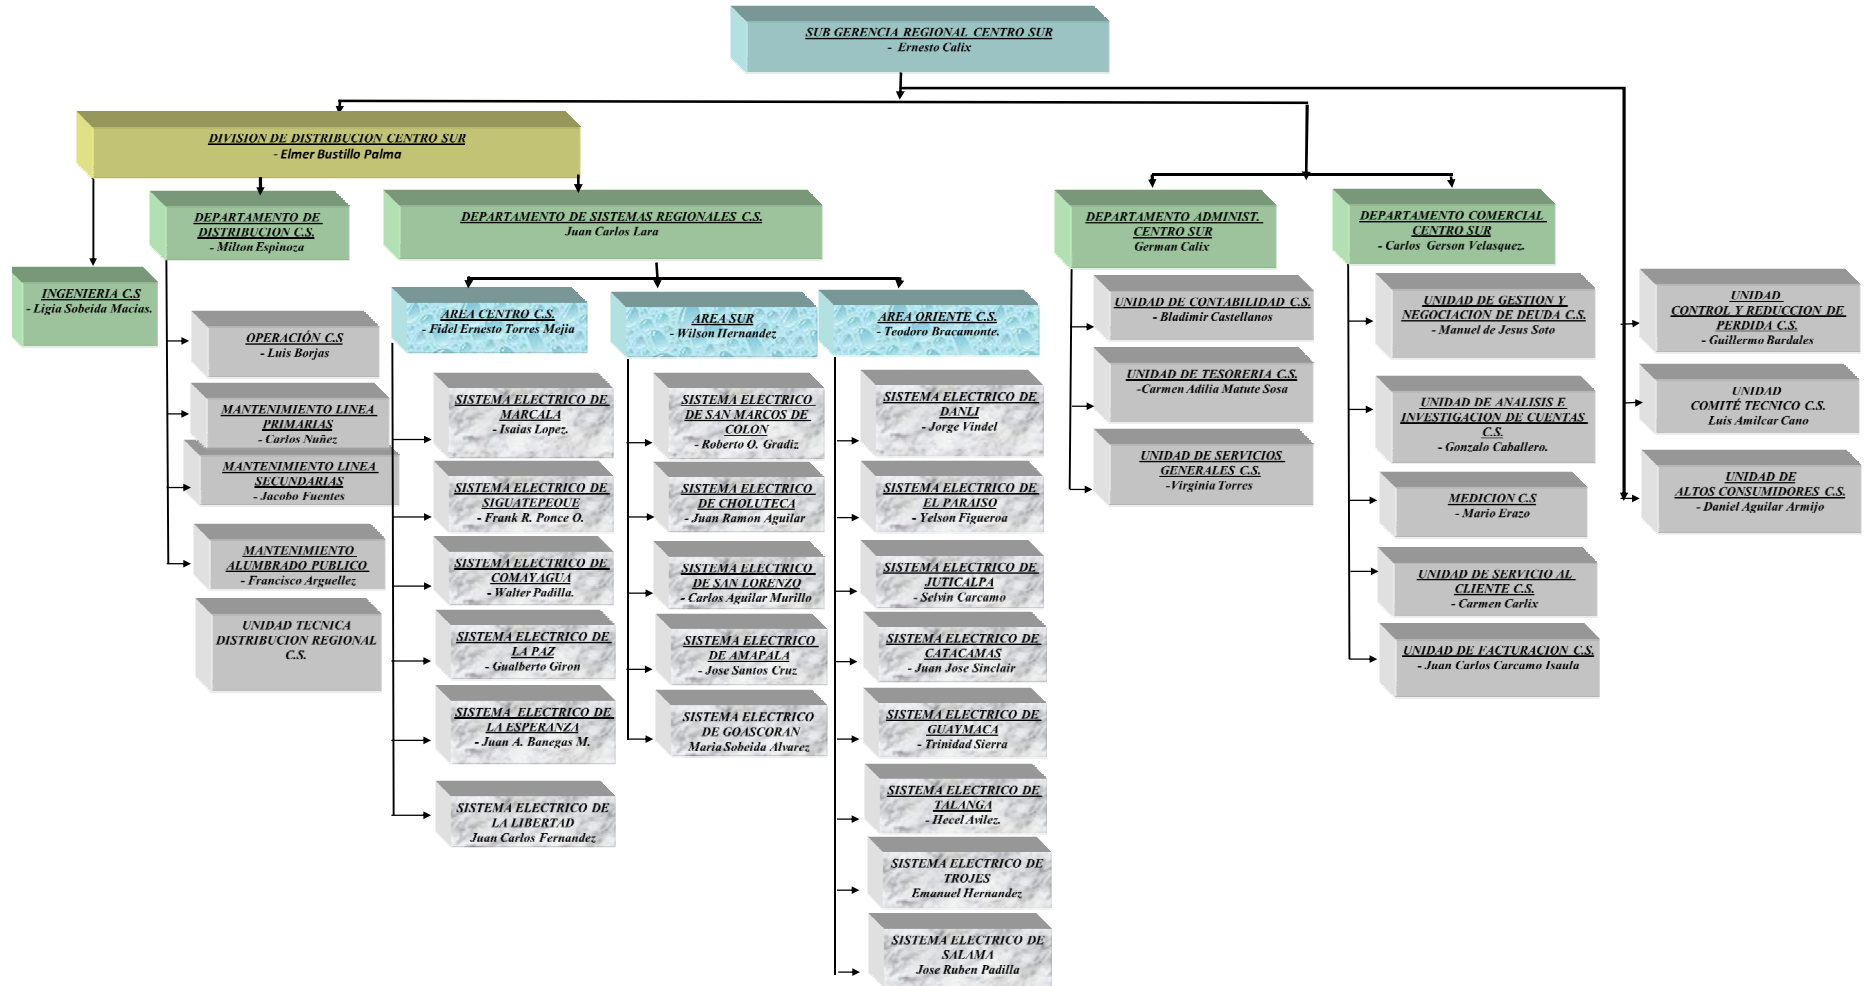 SUB GERENCIA REGIONAL CENTRO SUR
- Ernesto Calix
DIVISION DE DISTRIBUCION CENTRO SUR
- Elmer Bustillo Palma
INGENIERIA C.S
- Ligia Sobeida Macias.
DEPARTAMENTO DE
DISTRIBUCION C.S.
- Milton Espinoza
OPERACIÓN C.S
- Luis Borjas
MANTENIMIENTO LINEA
PRIMARIAS
- Carlos Nuñez
MANTENIMIENTO LINEA
SECUNDARIAS
- Jacobo Fuentes
MANTENIMIENTO
ALUMBRADO PUBLICO
- Francisco Arguellez
UNIDAD TECNICA
DISTRIBUCION REGIONAL
C.S.
DEPARTAMENTO DE SISTEMAS REGIONALES C.S.
Juan Carlos Lara
AREA CENTRO C.S.
- Fidel Ernesto Torres Mejia
SISTEMA ELECTRICO DE
MARCALA
- Isaias Lopez.
SISTEMA ELECTRICO DE
SIGUATEPEQUE
- Frank R. Ponce O.
SISTEMA ELECTRICO DE
COMAYAGUA
- Walter Padilla.
SISTEMA ELECTRICO DE
LA PAZ
- Gualberto Giron
SISTEMA ELECTRICO DE
LA ESPERANZA
- Juan A. Banegas M.
SISTEMA ELECTRICO DE
LA LIBERTAD
Juan Carlos Fernandez
AREA SUR
- Wilson Hernandez
SISTEMA ELECTRICO
DE SAN MARCOS DE
COLON
- Roberto O. Gradiz
SISTEMA ELECTRICO
DE CHOLUTECA
- Juan Ramon Aguilar
SISTEMA ELECTRICO
DE SAN LORENZO
- Carlos Aguilar Murillo
SISTEMA ELECTRICO
DE AMAPALA
- Jose Santos Cruz
SISTEMA ELECTRICO
DE GOASCORAN
Maria Sobeida Alvarez
AREA ORIENTE C.S.
- Teodoro Bracamonte.
SISTEMA ELECTRICO DE
DANLI
- Jorge Vindel
SISTEMA ELECTRICO DE
EL PARAISO
- Yelson Figueroa
SISTEMA ELECTRICO DE
JUTICALPA
- Selvin Carcamo
SISTEMA ELECTRICO DE
CATACAMAS
- Juan Jose Sinclair
SISTEMA ELECTRICO DE
GUAYMACA
- Trinidad Sierra
SISTEMA ELECTRICO DE
TALANGA
- Hecel Avilez.
SISTEMA ELECTRICO DE
TROJES
Emanuel Hernandez
SISTEMA ELECTRICO DE
SALAMA
Jose Ruben Padilla
DEPARTAMENTO ADMINIST.
CENTRO SUR
German Calix
UNIDAD DE CONTABILIDAD C.S.
- Bladimir Castellanos
UNIDAD DE TESORERIA C.S.
-Carmen Adilia Matute Sosa
UNIDAD DE SERVICIOS
GENERALES C.S.
-Virginia Torres
DEPARTAMENTO COMERCIAL
CENTRO SUR
- Carlos Gerson Velasquez.
UNIDAD DE GESTION Y
NEGOCIACION DE DEUDA C.S.
- Manuel de Jesus Soto
UNIDAD DE ANALISIS E
INVESTIGACION DE CUENTAS
C.S.
- Gonzalo Caballero.
MEDICION C.S
- Mario Erazo
UNIDAD DE SERVICIO AL
CLIENTE C.S.
- Carmen Carlix
UNIDAD DE FACTURACION C.S.
- Juan Carlos Carcamo Isaula
UNIDAD
CONTROL Y REDUCCION DE
PERDIDA C.S.
- Guillermo Bardales
UNIDAD
COMITÉ TECNICO C.S.
Luis Amilcar Cano
UNIDAD DE
ALTOS CONSUMIDORES C.S.
- Daniel Aguilar Armijo